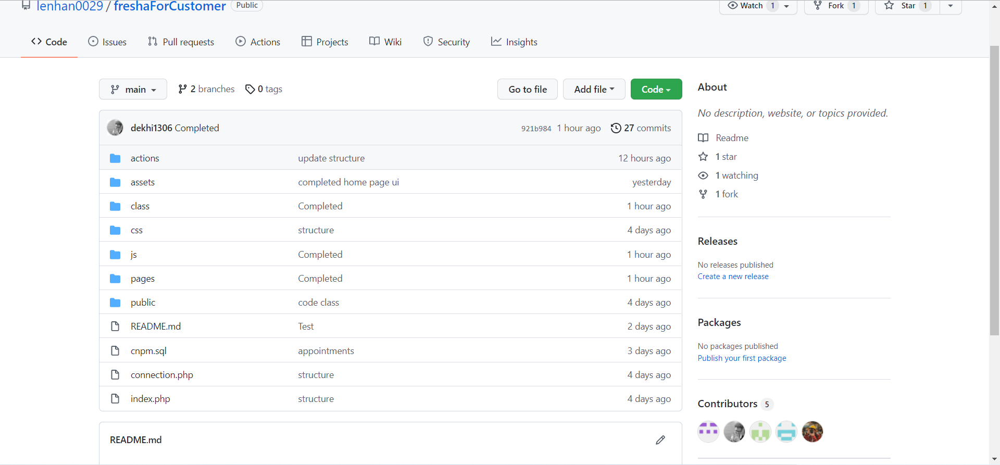 lenhan0029 / freshaForCustomer Public Watch 1 Fork 1 Star 1
Code Issues Pull requests Actions Projects Wiki Security Insights
main 2 branches 0 tags Go to file Add file Code
dekhi1306 Completed 921b984 1 hour ago 27 commits
actions update structure 12 hours ago
assets completed home page ui yesterday
class Completed 1 hour ago
css structure 4 days ago
js Completed 1 hour ago
pages Completed 1 hour ago
public code class 4 days ago
README.md Test 2 days ago
cnpm.sql appointments 3 days ago
connection.php structure 4 days ago
index.php structure 4 days ago
README.md
About
No description, website, or topics provided.
Readme
1 star
1 watching
1 fork
Releases
No releases published
Create a new release
Packages
No packages published
Publish your first package
Contributors 5